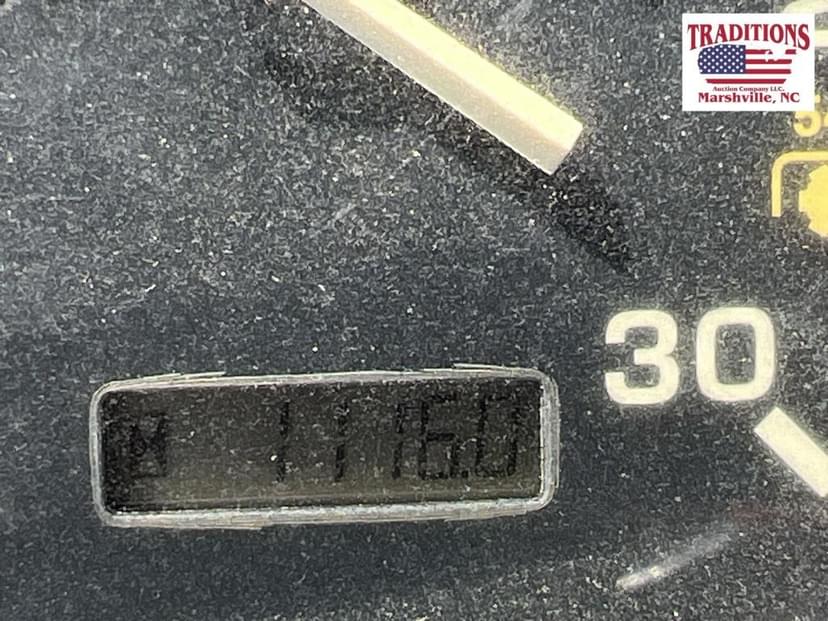 TRADITIONS
Auction Company LLC.
Marshville, NC
30
1116.0